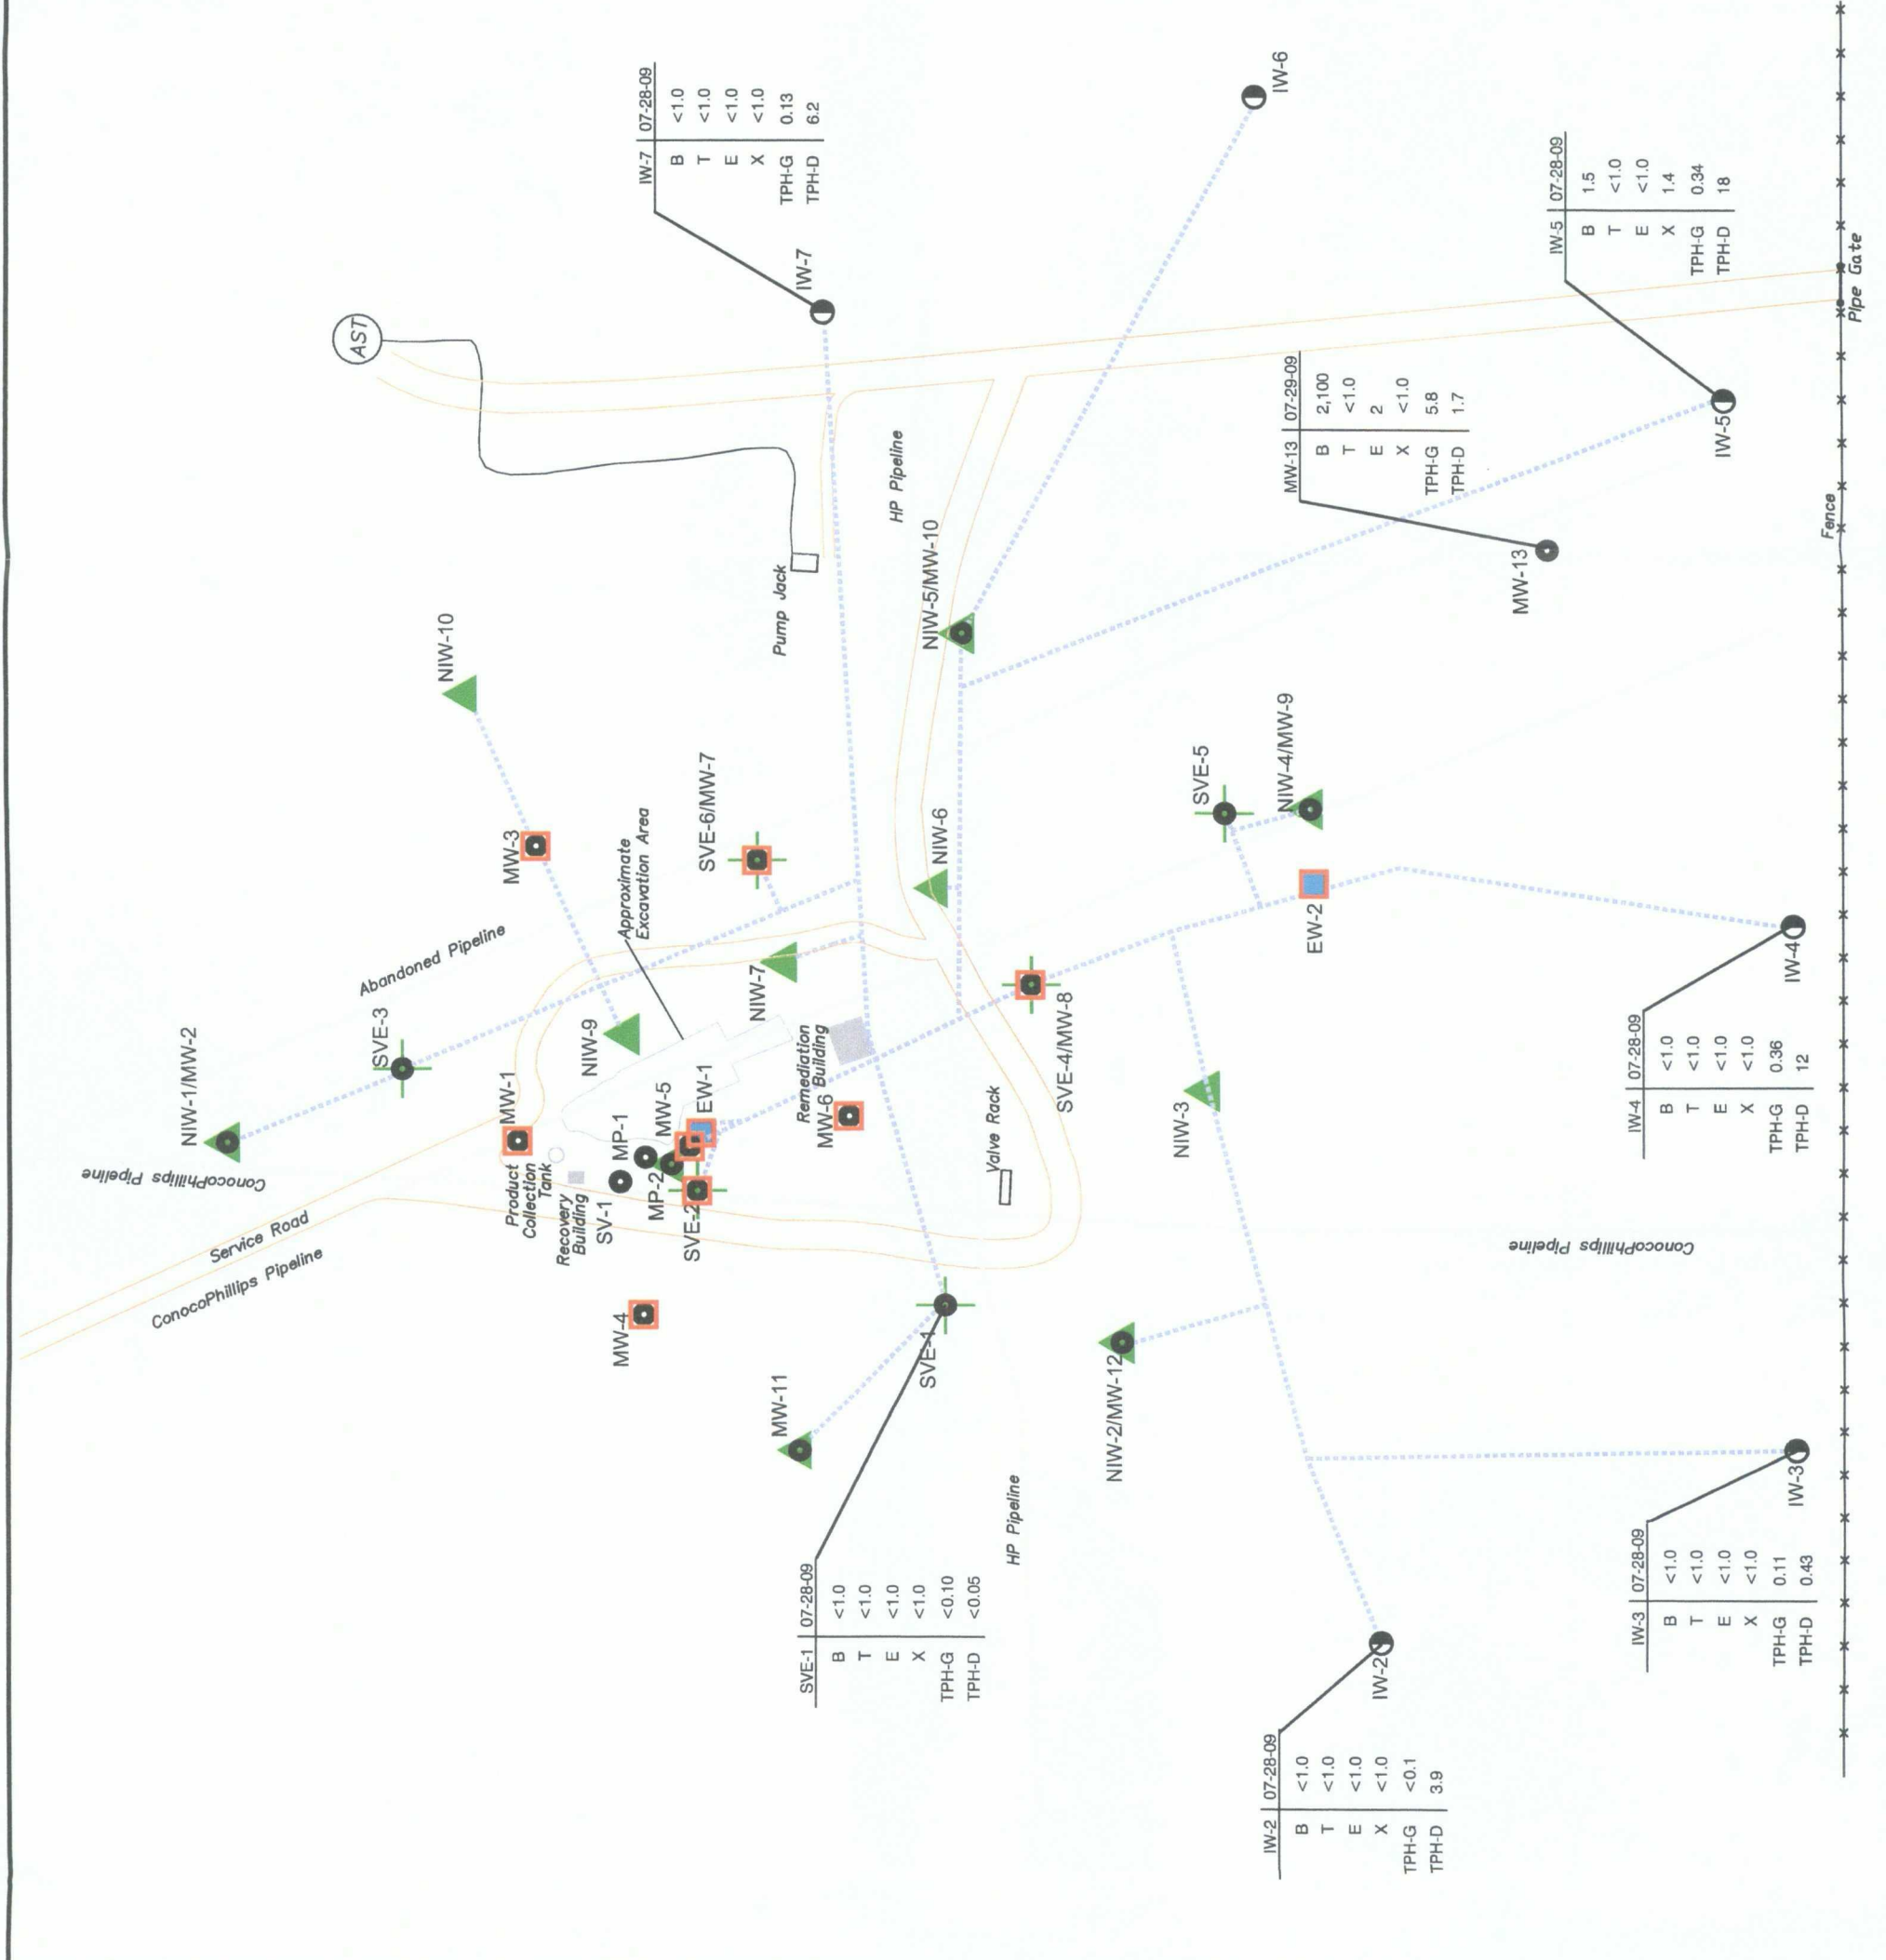 AST
IW-7 07-28-09
B <1.0
T <1.0
E <1.0
X <1.0
TPH-G 0.13
TPH-D 6.2
IW-7
IW-6
NIW-10
Pump Jack
HP Pipeline
NIW-5/MW-10
MW-13 07-29-09
B 2,100
T <1.0
E 2
X <1.0
TPH-G 5.8
TPH-D 1.7
MW-13
IW-5 07-28-09
B 1.5
T <1.0
E <1.0
X 1.4
TPH-G 0.34
TPH-D 18
IW-5
Pipe Gate
Fence
NIW-1/MW-2
SVE-3
Abandoned Pipeline
MW-3
Approximate
Excavation Area
SVE-6/MW-7
NIW-6
SVE-5
NIW-4/MW-9
EW-2
NIW-7
NIW-9
Remediation
Building
MW-6
MW-1
MP-1
MW-5
EW-1
MP-2
SV-1
SVE-2
Product
Collection
Tank
Recovery
Building
Valve Rack
SVE-4/MW-8
NIW-3
ConocoPhillips Pipeline
Service Road
ConocoPhillips Pipeline
MW-4
MW-11
SVE-1
SVE-1 07-28-09
B <1.0
T <1.0
E <1.0
X <1.0
TPH-G <0.10
TPH-D <0.05
HP Pipeline
NIW-2/MW-12
ConocoPhillips Pipeline
IW-4
IW-4 07-28-09
B <1.0
T <1.0
E <1.0
X <1.0
TPH-G 0.36
TPH-D 12
IW-3
IW-3 07-28-09
B <1.0
T <1.0
E <1.0
X <1.0
TPH-G 0.11
TPH-D 0.43
IW-2
IW-2 07-28-09
B <1.0
T <1.0
E <1.0
X <1.0
TPH-G <0.1
TPH-D 3.9